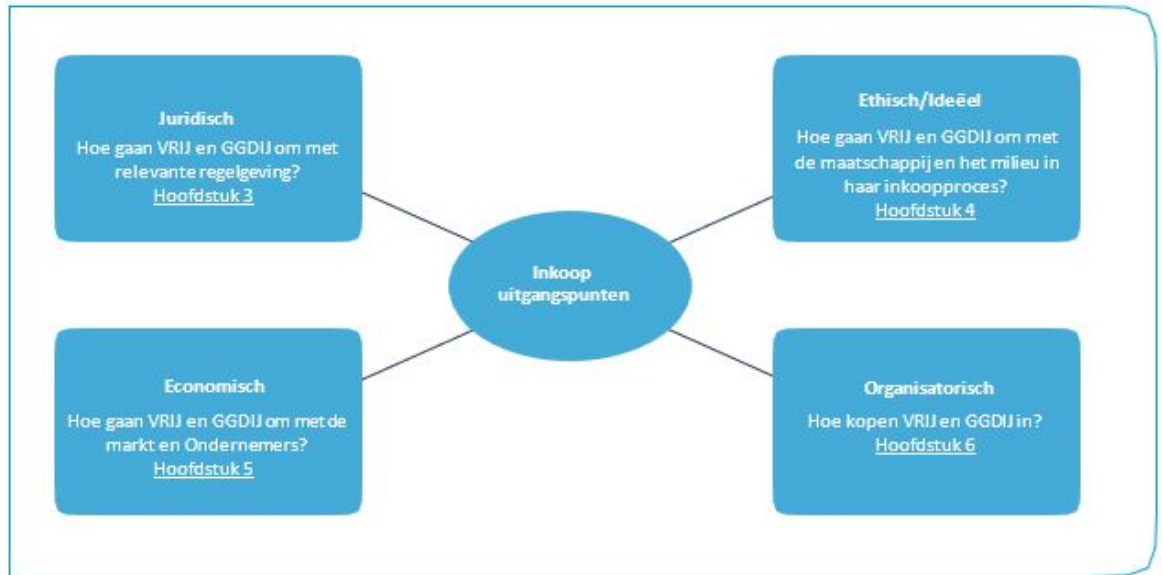 Juridisch
Hoe gaan VRIJ en GGDIJ om met
relevante regelgeving?
Hoofdstuk 3
Ethisch/Ideëel
Hoe gaan VRIJ en GGDIJ om met
de maatschappij en het milieu in
haar inkoopproces?
Hoofdstuk 4
Inkoop
uitgangspunten
Economisch
Hoe gaan VRIJ en GGDIJ om met de
markt en Ondernemers?
Hoofdstuk 5
Organisatorisch
Hoe kopen VRIJ en GGDIJ in?
Hoofdstuk 6